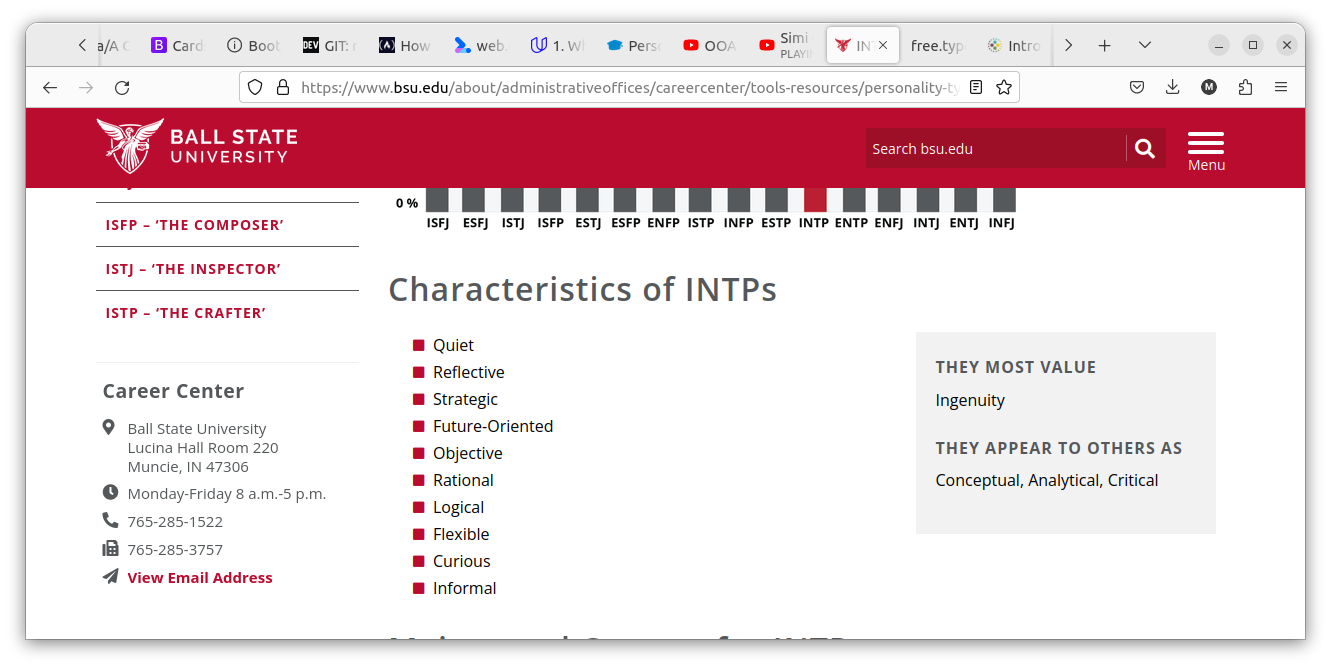 a/A C
B Card
Boot
DEV GIT: r
How
web.
1. W
Perso
OOA
Simi
PLAYIN
INT
free.typ
Intro
https://www.bsu.edu/about/administrativeoffices/careercenter/tools-resources/personality-ty
M
BALL STATE
UNIVERSITY
Search bsu.edu
Menu
ISFP – ‘THE COMPOSER’
ISTJ – ‘THE INSPECTOR’
ISTP – ‘THE CRAFTER’
Career Center
Ball State University
Lucina Hall Room 220
Muncie, IN 47306
Monday-Friday 8 a.m.-5 p.m.
765-285-1522
765-285-3757
View Email Address
0 %
ISFJ ESFJ ISTJ ISFP ESTJ ESFP ENFP ISTP INFP ESTP INTP ENTP ENFJ INTJ ENTJ INFJ
Characteristics of INTPs
Quiet
Reflective
Strategic
Future-Oriented
Objective
Rational
Logical
Flexible
Curious
Informal
THEY MOST VALUE
Ingenuity
THEY APPEAR TO OTHERS AS
Conceptual, Analytical, Critical